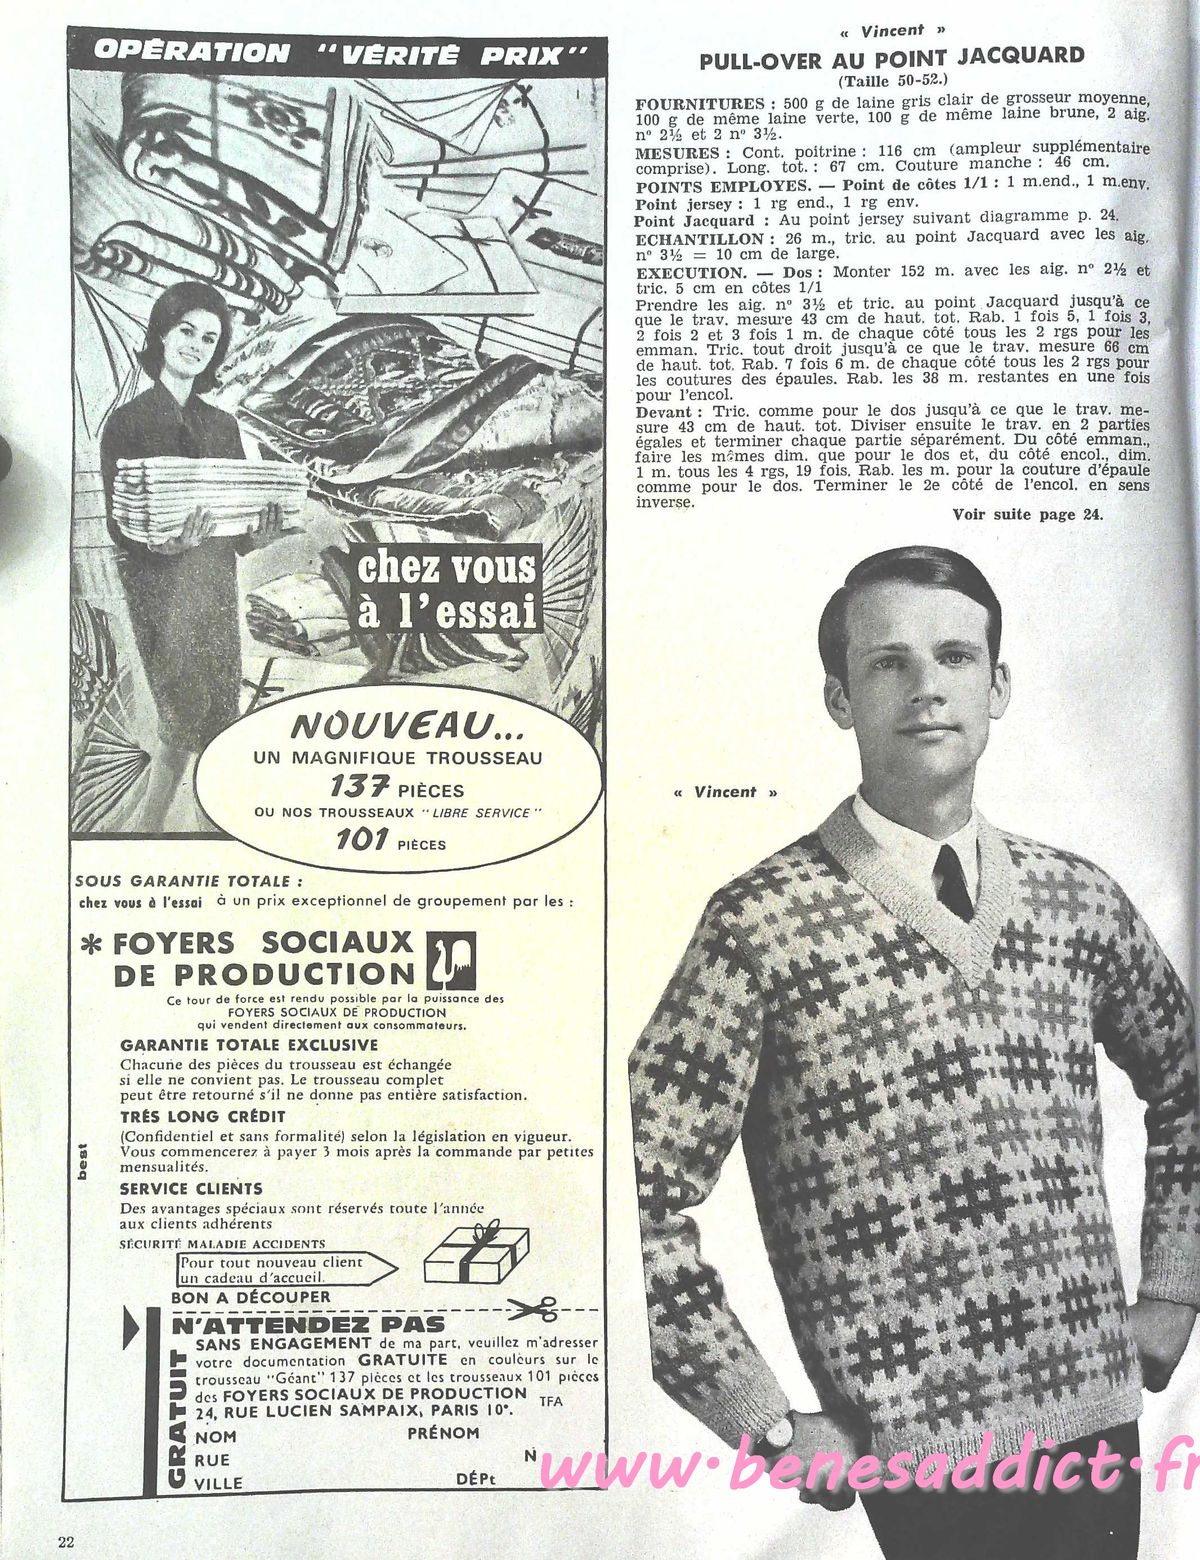 OPÉRATION "VÉRITÉ PRIX"
chez vous
à l'essai
NOUVEAU...
UN MAGNIFIQUE TROUSSEAU
137 PIÈCES
OU NOS TROUSSEAUX "LIBRE SERVICE"
101 PIÈCES
SOUS GARANTIE TOTALE :
chez vous à l'essai à un prix exceptionnel de groupement par les :
* FOYERS SOCIAUX
DE PRODUCTION
Ce tour de force est rendu possible par la puissance des
FOYERS SOCIAUX DE PRODUCTION
qui vendent directement aux consommateurs.
GARANTIE TOTALE EXCLUSIVE
Chacune des pièces du trousseau est échangée
si elle ne convient pas. Le trousseau complet
peut être retourné s'il ne donne pas entière satisfaction.
TRÉS LONG CRÉDIT
(Confidentiel et sans formalité) selon la législation en vigueur.
Vous commencerez à payer 3 mois après la commande par petites
mensualités.
SERVICE CLIENTS
Des avantages spéciaux sont réservés toute l'année
aux clients adhérents
SÉCURITÉ MALADIE ACCIDENTS
Pour tout nouveau client
un cadeau d'accueil.
BON A DÉCOUPER
best
N'ATTENDEZ PAS
GRATUIT
SANS ENGAGEMENT de ma part, veuillez m'adresser
votre documentation GRATUITE en couleurs sur le
trousseau "Géant" 137 pièces et les trousseaux 101 pièces
des FOYERS SOCIAUX DE PRODUCTION TFA
24, RUE LUCIEN SAMPAIX, PARIS 10°.
NOM PRÉNOM
RUE N
VILLE DÉPt
22
« Vincent »
PULL-OVER AU POINT JACQUARD
(Taille 50-52.)
FOURNITURES : 500 g de laine gris clair de grosseur moyenne,
100 g de même laine verte, 100 g de même laine brune, 2 aig.
n° 2½ et 2 n° 3½.
MESURES : Cont. poitrine : 116 cm (ampleur supplémentaire
comprise). Long. tot. : 67 cm. Couture manche : 46 cm.
POINTS EMPLOYES. — Point de côtes 1/1 : 1 m.end., 1 m.env.
Point jersey : 1 rg end., 1 rg env.
Point Jacquard : Au point jersey suivant diagramme p. 24.
ECHANTILLON : 26 m., tric. au point Jacquard avec les aig.
n° 3½ = 10 cm de large.
EXECUTION. — Dos : Monter 152 m. avec les aig. n° 2½ et
tric. 5 cm en côtes 1/1
Prendre les aig. n° 3½ et tric. au point Jacquard jusqu'à ce
que le trav. mesure 43 cm de haut. tot. Rab. 1 fois 5, 1 fois 3,
2 fois 2 et 3 fois 1 m. de chaque côté tous les 2 rgs pour les
emman. Tric. tout droit jusqu'à ce que le trav. mesure 66 cm
de haut. tot. Rab. 7 fois 6 m. de chaque côté tous les 2 rgs pour
les coutures des épaules. Rab. les 38 m. restantes en une fois
pour l'encol.
Devant : Tric. comme pour le dos jusqu'à ce que le trav. me-
sure 43 cm de haut. tot. Diviser ensuite le trav. en 2 parties
égales et terminer chaque partie séparément. Du côté emman.,
faire les mêmes dim. que pour le dos et, du côté encol., dim.
1 m. tous les 4 rgs, 19 fois. Rab. les m. pour la couture d'épaule
comme pour le dos. Terminer le 2e côté de l'encol. en sens
inverse.
Voir suite page 24.
« Vincent »
www.benesaddict.fr